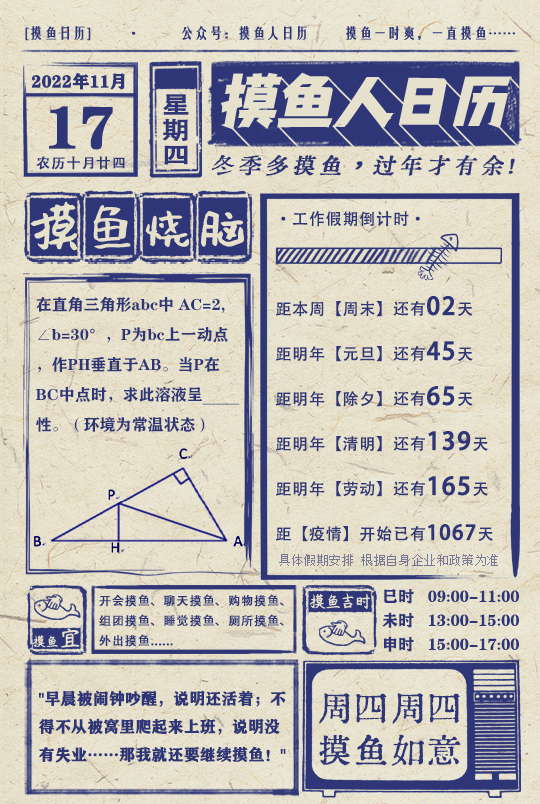 [摸鱼日历] · 公众号：摸鱼人日历 摸鱼一时爽，一直摸鱼……
2022年11月
17
农历十月廿四
星期四
摸鱼人日历
冬季多摸鱼，过年才有余!
摸鱼烧脑
在直角三角形abc中 AC=2,
∠b=30°，P为bc上一动点
，作PH垂直于AB。当P在
BC中点时，求此溶液呈____
性。（环境为常温状态）
C
P
B
H
A
·工作假期倒计时·
距本周【周末】还有02天
距明年【元旦】还有45天
距明年【除夕】还有65天
距明年【清明】还有139天
距明年【劳动】还有165天
距【疫情】开始已有1067天
具体假期安排 根据自身企业和政策为准
摸鱼宜
开会摸鱼、聊天摸鱼、购物摸鱼、
组团摸鱼、睡觉摸鱼、厕所摸鱼、
外出摸鱼……
摸鱼吉时
巳时 09:00-11:00
未时 13:00-15:00
申时 15:00-17:00
"早晨被闹钟吵醒，说明还活着；不
得不从被窝里爬起来上班，说明没
有失业……那我就还要继续摸鱼！"
周四周四
摸鱼如意